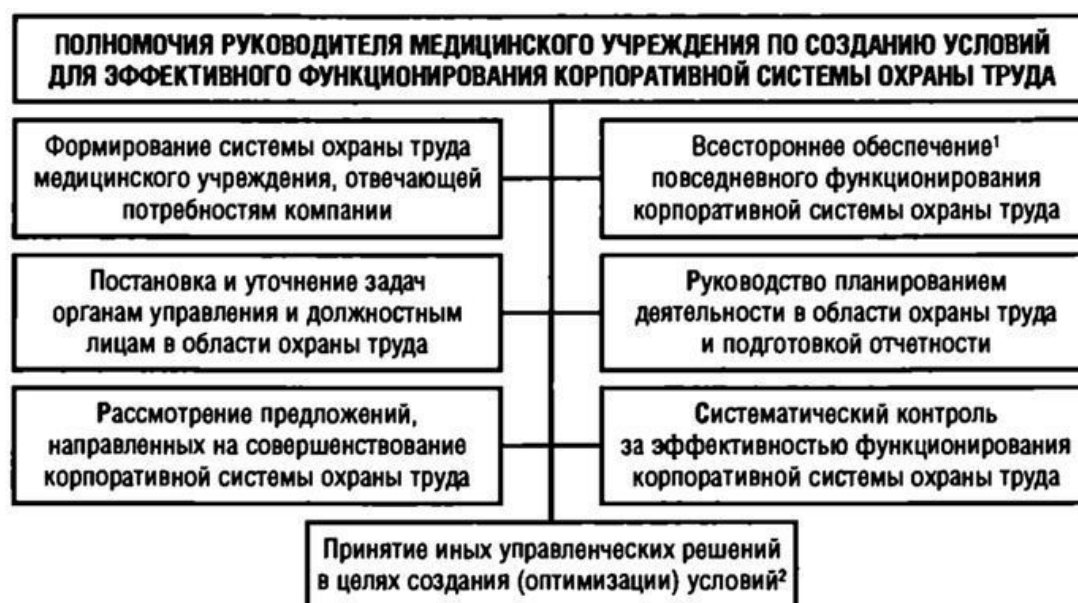 ПОЛНОМОЧИЯ РУКОВОДИТЕЛЯ МЕДИЦИНСКОГО УЧРЕЖДЕНИЯ ПО СОЗДАНИЮ УСЛОВИЙ
ДЛЯ ЭФФЕКТИВНОГО ФУНКЦИОНИРОВАНИЯ КОРПОРАТИВНОЙ СИСТЕМЫ ОХРАНЫ ТРУДА
Формирование системы охраны труда
медицинского учреждения, отвечающей
потребностям компании
Всестороннее обеспечение¹
повседневного функционирования
корпоративной системы охраны труда
Постановка и уточнение задач
органам управления и должностным
лицам в области охраны труда
Руководство планированием
деятельности в области охраны труда
и подготовкой отчетности
Рассмотрение предложений,
направленных на совершенствование
корпоративной системы охраны труда
Систематический контроль
за эффективностью функционирования
корпоративной системы охраны труда
Принятие иных управленческих решений
в целях создания (оптимизации) условий²